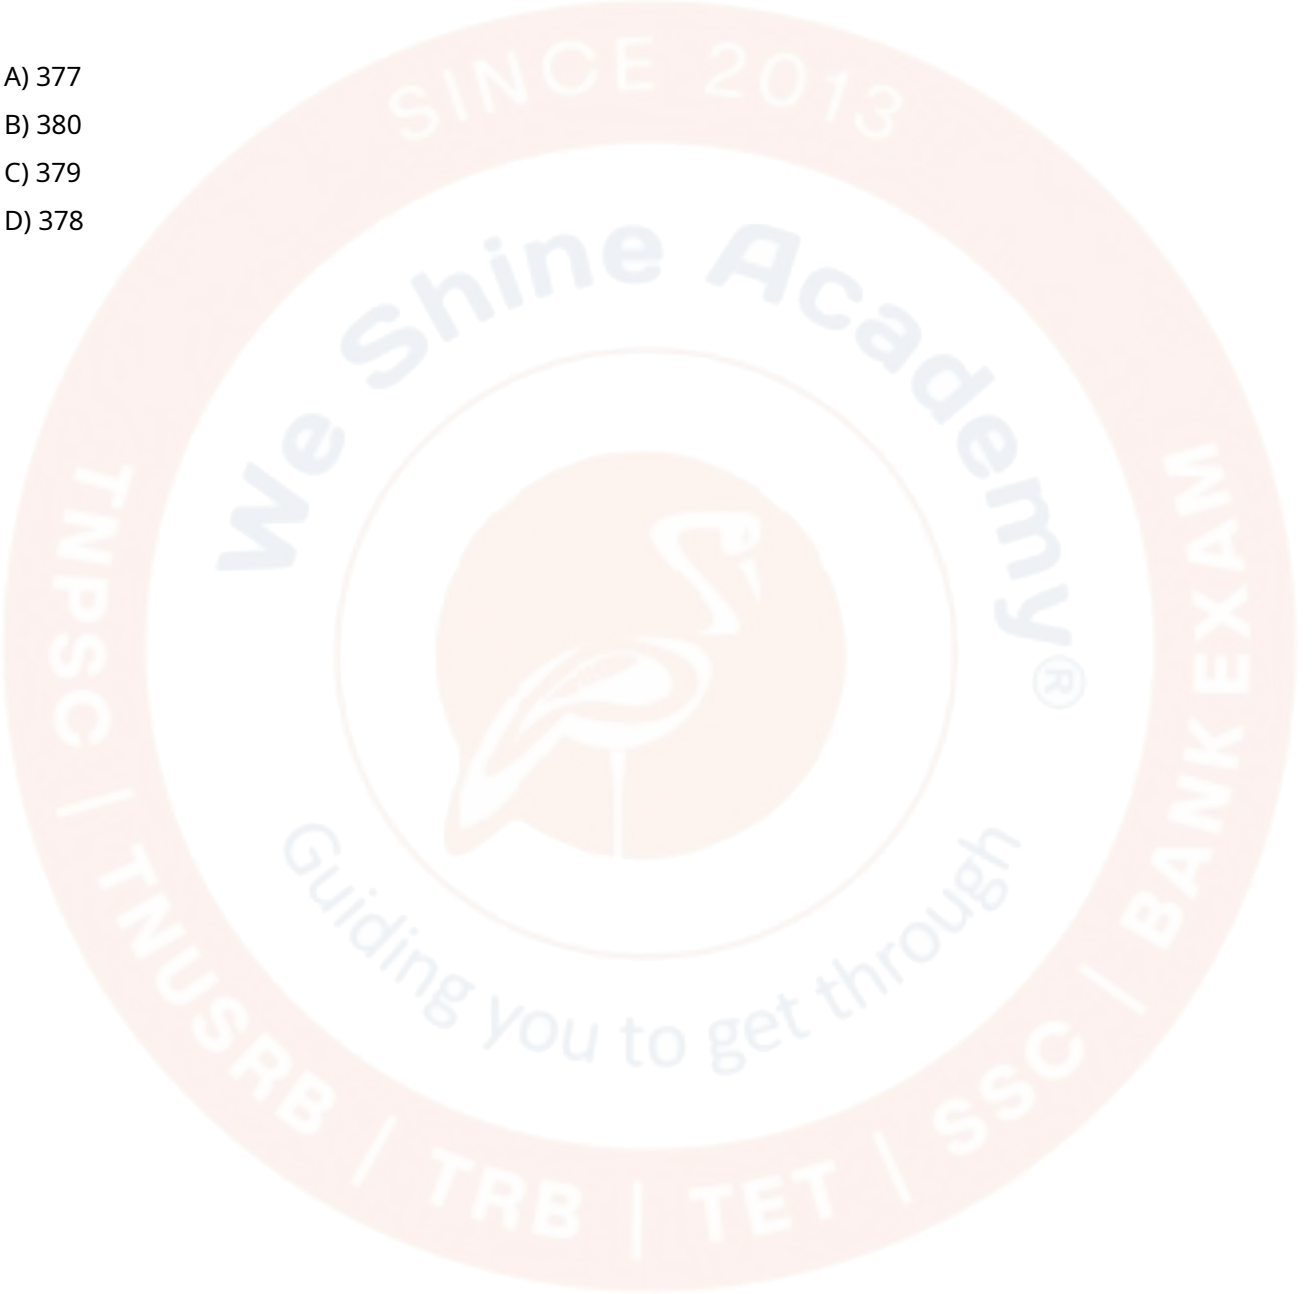 A) 377
B) 380
C) 379
D) 378
SINCE 2013
We Shine Academy®
Guiding you to get through
TNPSC | TNUSRB | TRB | TET | SSC | BANK EXAM